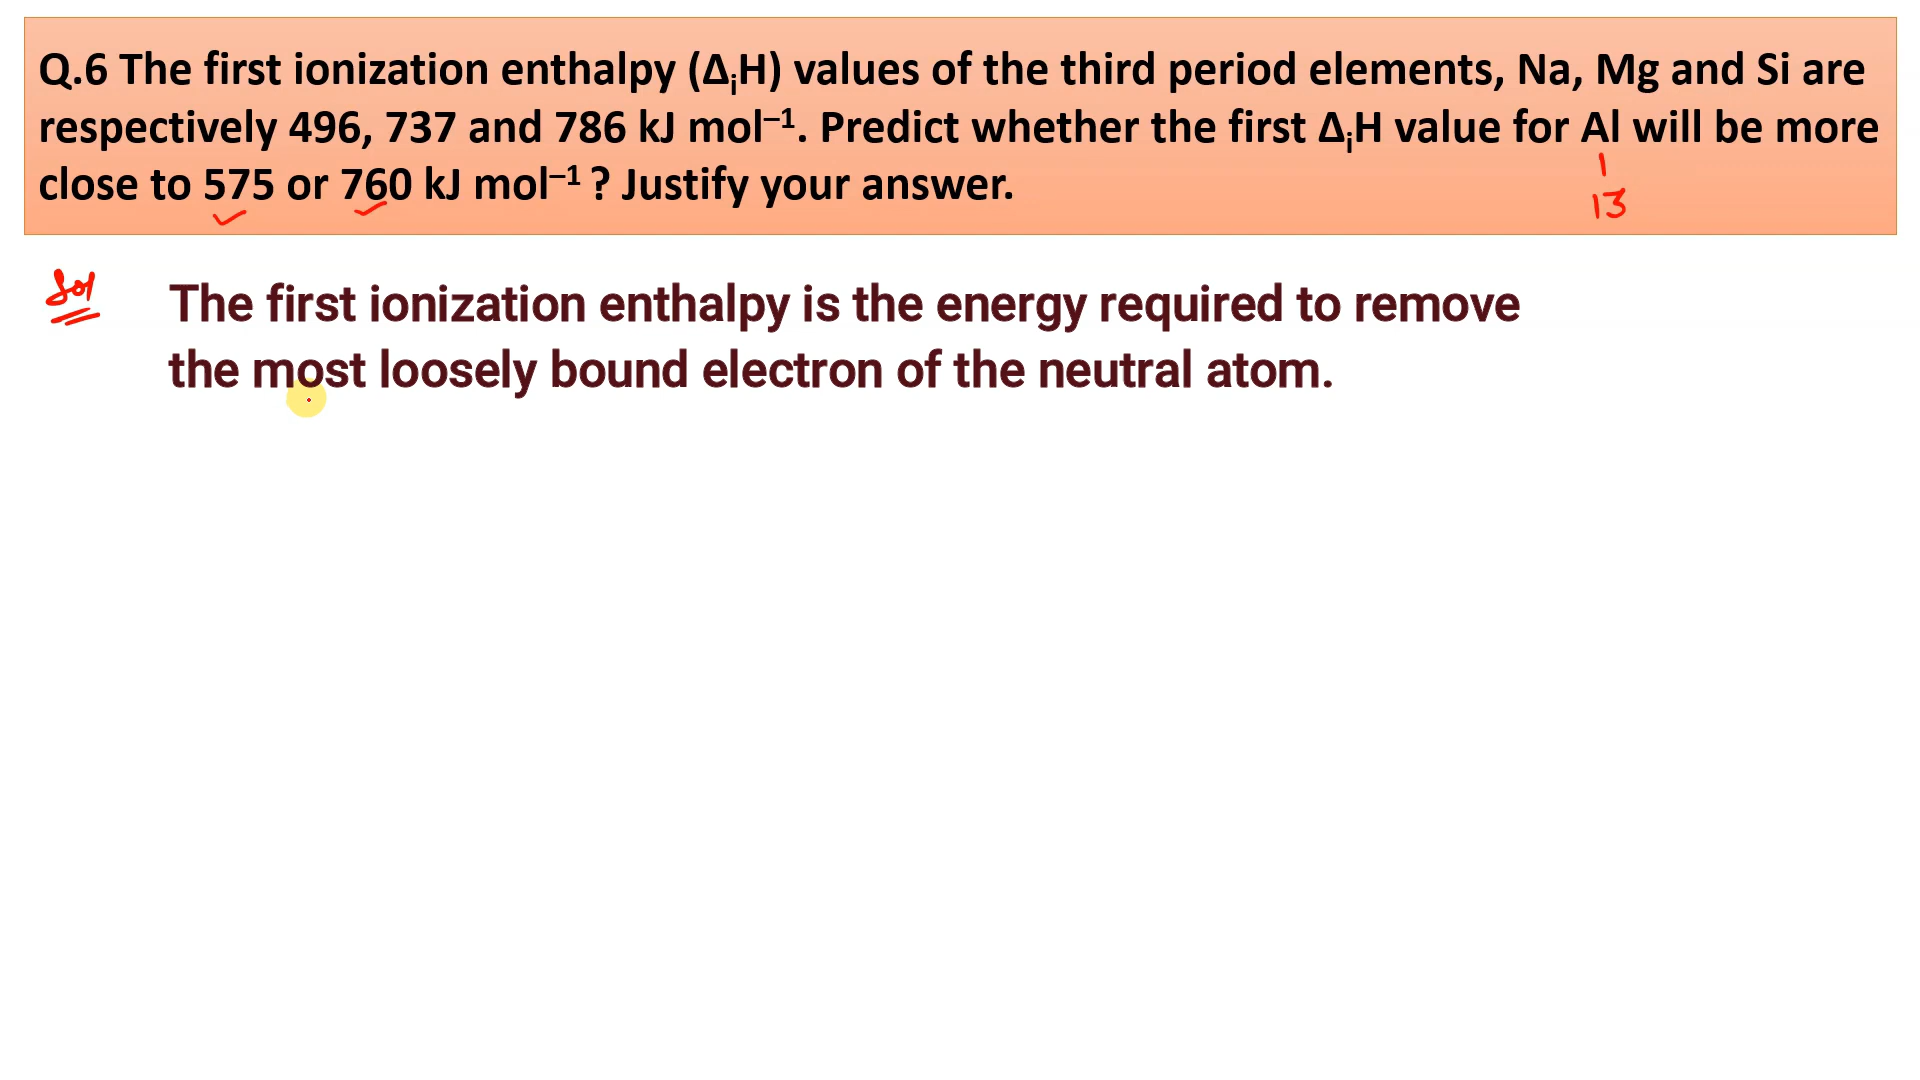 Q.6 The first ionization enthalpy (ΔᵢH) values of the third period elements, Na, Mg and Si are
respectively 496, 737 and 786 kJ mol⁻¹. Predict whether the first ΔᵢH value for Al will be more
close to 575 or 760 kJ mol⁻¹ ? Justify your answer.
13
Sol
The first ionization enthalpy is the energy required to remove
the most loosely bound electron of the neutral atom.